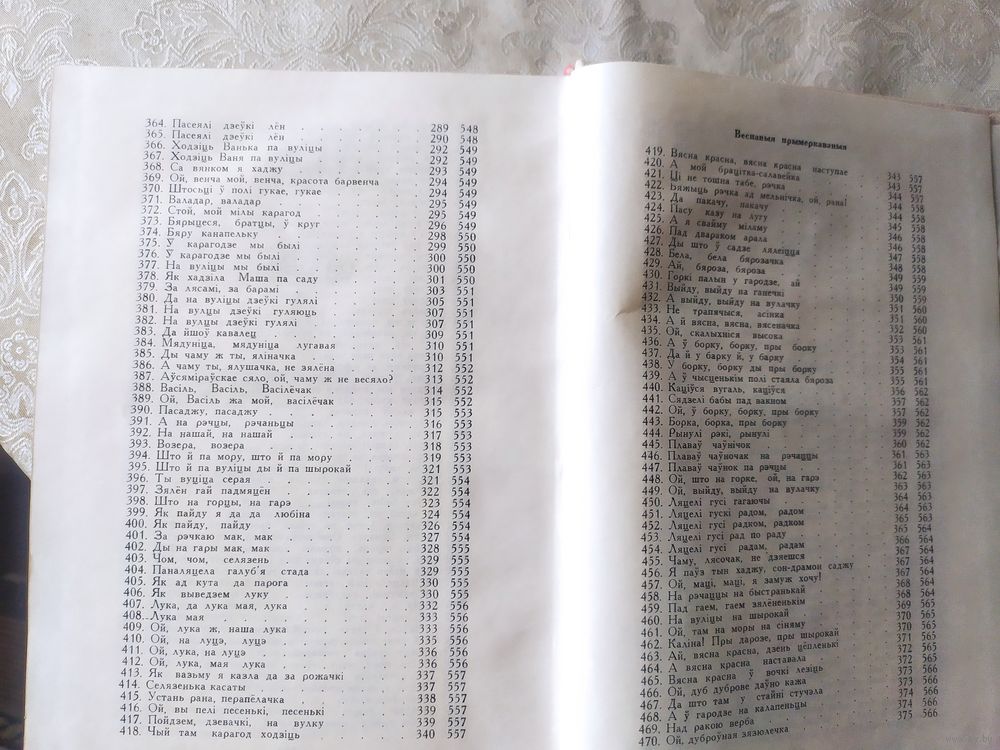 364. Пасеялі дзеўкі лён 289 548
365. Пасеялі дзеўкі лён 290 548
366. Ходзіць Ванька па вуліцы 292 549
367. Ходзіць Ваня па вуліцы 292 549
368. Са вянком я хаджу 293 549
369. Ой, венча мой, венча, красота барвенча 294 549
370. Штосьці ў полі гукае, гукае 294 549
371. Валадар, валадар 295 549
372. Стой, мой мілы карагод 295 549
373. Бярыцеся, братцы, ў круг 296 549
374. Бяру канапельку 298 550
375. У карагодзе мы былі 299 550
376. Ў карагодзе мы былі 300 550
377. На вуліцы мы былі 300 550
378. Як хадзіла Маша па саду 301 550
379. За лясамі, за барамі 303 551
380. Да на вуліцы дзеўкі гулялі 305 551
381. На вулцы дзеўкі гуляюць 307 551
382. На вулцы дзеўкі гулялі 307 551
383. Да йшоў кавалец 309 551
384. Мядуніца, мядуніца лугавая 310 551
385. Ды чаму ж ты, яліначка 310 551
386. А чаму ты, ялушачка, не зялена 312 552
387. Аўсяміраўскае сяло, ой, чаму ж не весяло? 313 552
388. Васіль, Васіль, Васілёчак 314 552
389. Ой, Васіль жа мой, васілёчак 315 552
390. Пасаджу, пасаджу 315 553
391. А на рэчцы, рэчаньцы 316 553
392. На нашай, на нашай 317 553
393. Возера, возера 318 553
394. Што й па мору, што й па мору 319 553
395. Што й па вуліцы ды й па шырокай 321 553
396. Ты вуціца серая 321 554
397. Зялён гай падмяцён 322 554
398. Што на горцы, на гарэ 323 554
399. Як пайду я да да любіна 324 554
400. Як пайду, пайду 326 554
401. За рэчкаю мак, мак 327 554
402. Ды на гары мак, мак 328 555
403. Чом, чом, селязень 329 555
404. Паналяцела галуб'я стада 329 555
405. Як ад кута да парога 330 555
406. Як выведзем луку 330 555
407. Лука, да лука мая, лука 332 556
408. Лука мая 333 556
409. Ой, лука ж, наша лука 333 556
410. Ой, на луцэ, луцэ 335 556
411. Ой, лука, на луцэ 336 556
412. Ой, лука, мая лука 336 556
413. Як вазьму я казла да за рожачкі 337 557
414. Селязенька касаты 337 557
415. Устань рана, перапёлачка 338 557
416. Ой, вы пелі песенькі, песенькі 339 557
417. Пойдзем, дзевачкі, на вулку 339 557
418. Чый там карагод ходзіць 340 557
Веснавыя прымеркаваныя
419. Вясна красна, вясна красна наступае 343 557
420. А мой брацітка-салавейка 343 557
421. Ці не тошна табе, рэчка 344 557
422. Бяжыць рэчка ад мельнічка, ой, рана! 344 558
423. Да пакачу, пакачу 344 558
424. Пасу казу на лугу 345 558
425. А я свайму міламу 346 558
426. Пад двараком арала 346 558
427. Ды што ў садзе лялеіцца 347 558
428. Бела, бела бярозачка 348 558
429. Ай, бяроза, бяроза 349 559
430. Горкі палын у гародзе, ай 349 559
431. Выйду, выйду на ганечкі 350 559
432. А выйду, выйду на вулачку 351 560
433. Не трапячыся, асінка 351 560
434. А й вясна, вясна, вясеначка 352 560
435. Ой, скалыхніся высока 353 561
436. А ў борку, борку, пры борку 353 561
437. Да й у барку й, у барку 354 561
438. У борку, борку ды пры борку 355 561
439. А ў чысценькім полі стаяла бяроза 355 561
440. Каціўся вугаль, каціўся 356 562
441. Сядзелі бабы пад вакном 357 562
442. Ой, ў борку, борку, пры борку 357 562
443. Борка, борка, пры борку 359 562
444. Рынулі рэкі, рынулі 359 562
445. Плаваў чаўнічок 360 562
446. Плаваў чаўночак на рэчаццы 361 563
447. Плаваў чаўнок па рэчцы 361 563
448. Ой, што на горке, ой, на гарэ 362 563
449. Ой, выйду, выйду на вулачку 363 563
450. Ляцелі гусі гагаючы 364 563
451. Ляцелі гускі радом, радом 364 563
452. Ляцелі гусі радком, радком 365 563
453. Ляцелі гусі рад по раду 366 564
454. Ляцелі гусі радам, радам 367 564
455. Чаму, лясочак, не дзяешся 367 564
456. Я паўз тын хаджу, сон-драмон саджу 367 564
457. Ой, маці, маці, я замуж хочу! 368 564
458. На рэчаццы на быстранькай 368 564
459. Пад гаем, гаем зялёненькім 369 565
460. На вуліцы на шырокай 370 565
461. Ой, там на моры на сіняму 370 565
462. Каліна! Пры дарозе, пры шырокай 371 565
463. Ай, вясна красна, дзень цёпленькі 372 565
464. А вясна красна наставала 372 565
465. Вясна красна ў вочкі лезіць 373 566
466. Ой, дуб дуброве даўно кажа 373 566
467. Да што там у стайні стучэла 374 566
468. А ў гародзе на калапеньцы 374 566
469. Над ракою верба 375 566
470. Ой, дуброўная зязюлечка